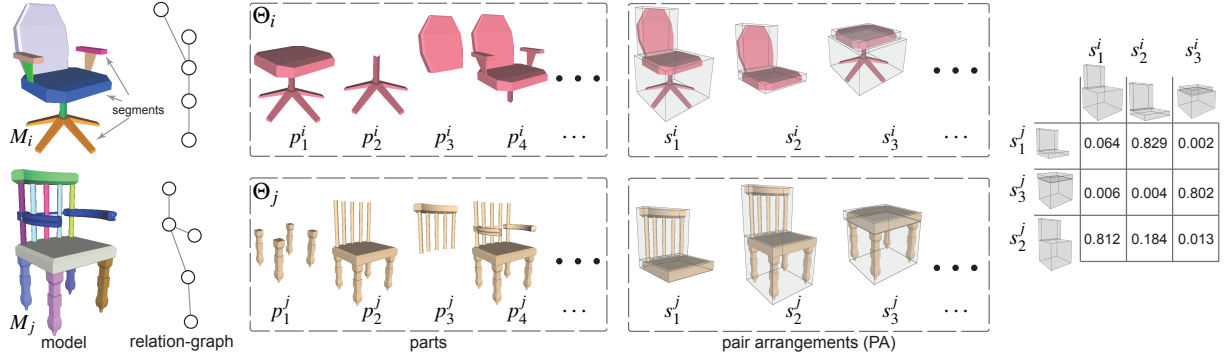 Θ_i
segments
M_i
p_1^i p_2^i p_3^i p_4^i ...
s_1^i s_2^i s_3^i ...
Θ_j
M_j
p_1^j p_2^j p_3^j p_4^j ...
s_1^j s_2^j s_3^j ...
model relation-graph parts pair arrangements (PA)
s_1^i s_2^i s_3^i
s_1^j 0.064 0.829 0.002
s_3^j 0.006 0.004 0.802
s_2^j 0.812 0.184 0.013